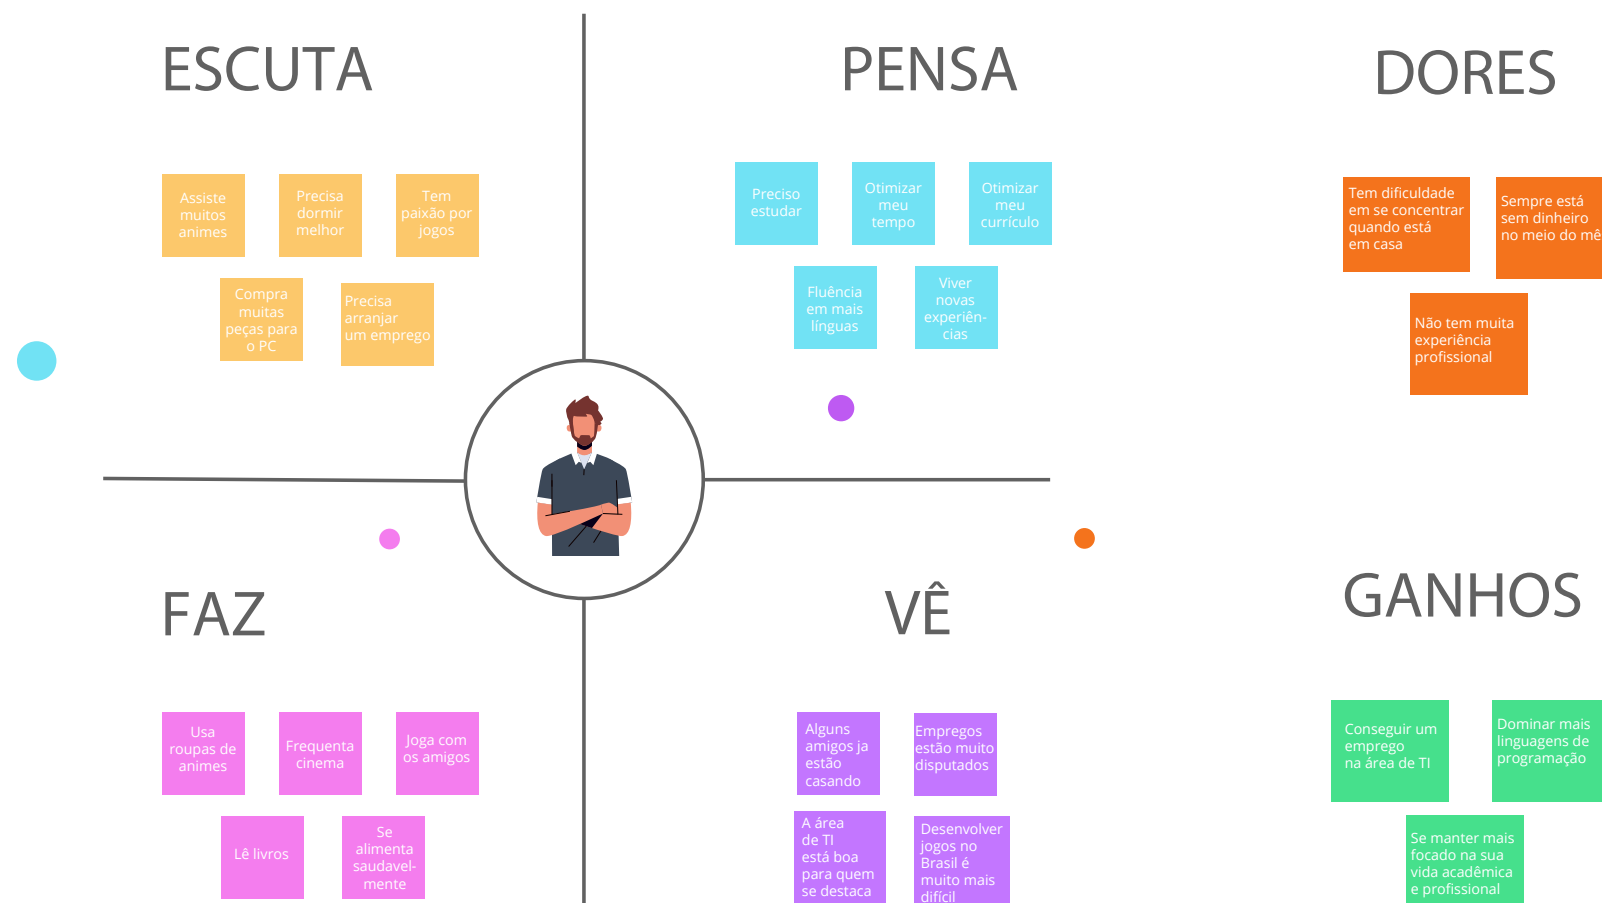 ESCUTA
Assiste
muitos
animes
Precisa
dormir
melhor
Tem
paixão por
jogos
Compra
muitas
peças para
o PC
Precisa
arranjar
um emprego
PENSA
Preciso
estudar
Otimizar
meu
tempo
Otimizar
meu
currículo
Fluência
em mais
línguas
Viver
novas
experiên-
cias
DORES
Tem dificuldade
em se concentrar
quando está
em casa
Sempre está
sem dinheiro
no meio do mê
Não tem muita
experiência
profissional
FAZ
Usa
roupas de
animes
Frequenta
cinema
Joga com
os amigos
Lê livros
Se
alimenta
saudavel-
mente
VÊ
Alguns
amigos ja
estão
casando
Empregos
estão muito
disputados
A área
de TI
está boa
para quem
se destaca
Desenvolver
jogos no
Brasil é
muito mais
difícil
GANHOS
Conseguir um
emprego
na área de TI
Dominar mais
linguagens de
programação
Se manter mais
focado na sua
vida acadêmica
e profissional